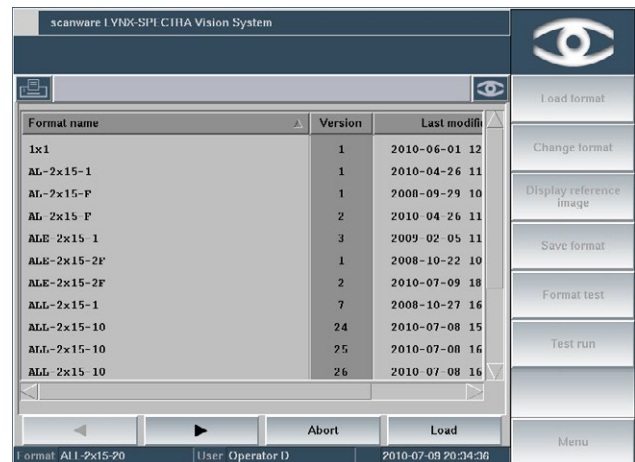 scanware LYNX-SPECTRA Vision System
Load format
Format name Version Last modifi
Change format
1x1 1 2010-06-01 12
AL-2x15-1 1 2010-04-26 11
Display reference
image
AL-2x15-F 1 2008-09-29 10
AL-2x15-F 2 2010-04-26 11
ALE-2x15-1 3 2009-02-05 11
Save format
ALE-2x15-2F 1 2008-10-22 10
ALE-2x15-2F 2 2010-07-09 18
Format test
ALL-2x15-1 7 2008-10-27 16
ALL-2x15-10 24 2010-07-08 15
Test run
ALL-2x15-10 25 2010-07-08 16
ALL-2x15-10 26 2010-07-08 16
Abort Load
Menu
Format ALL-2x15-20 User Operator D 2010-07-09 20:34:36